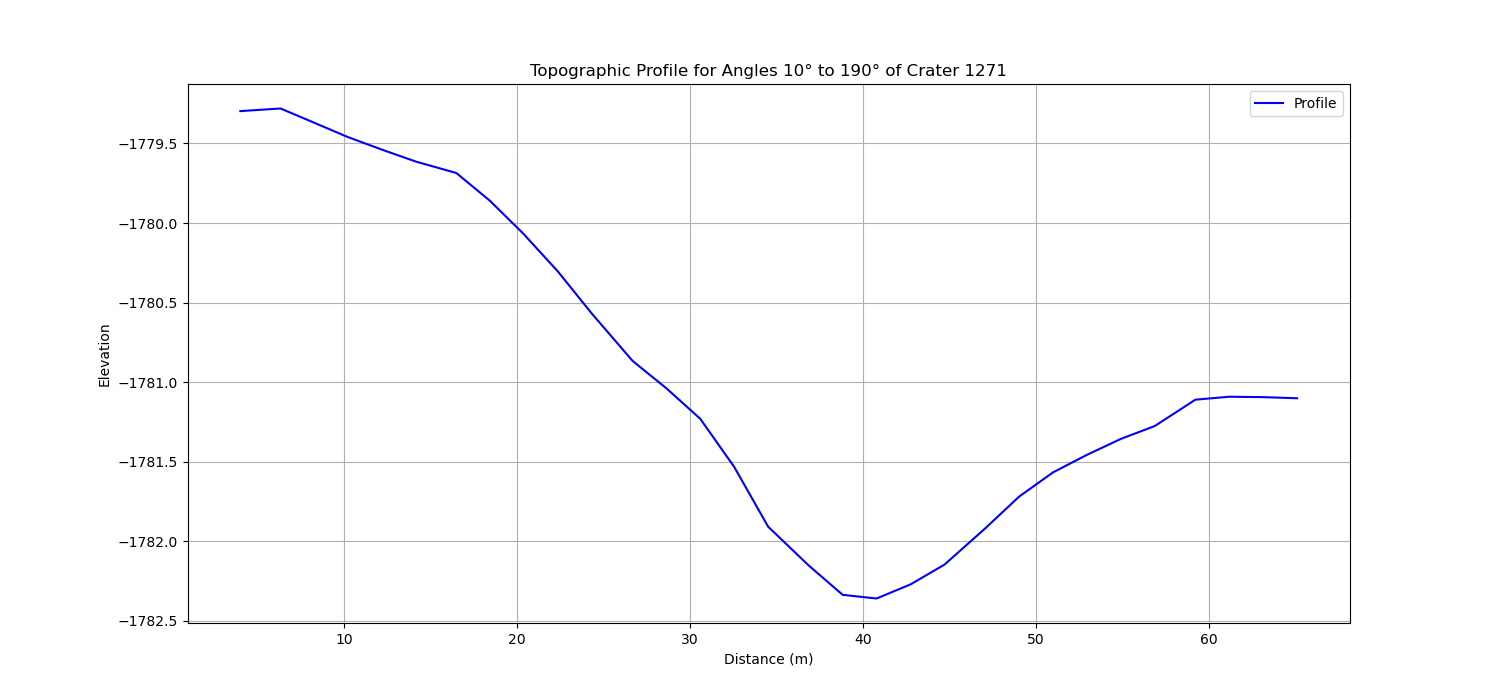 Topographic Profile for Angles 10° to 190° of Crater 1271
Profile
Elevation
−1779.5
−1780.0
−1780.5
−1781.0
−1781.5
−1782.0
−1782.5
10 20 30 40 50 60
Distance (m)